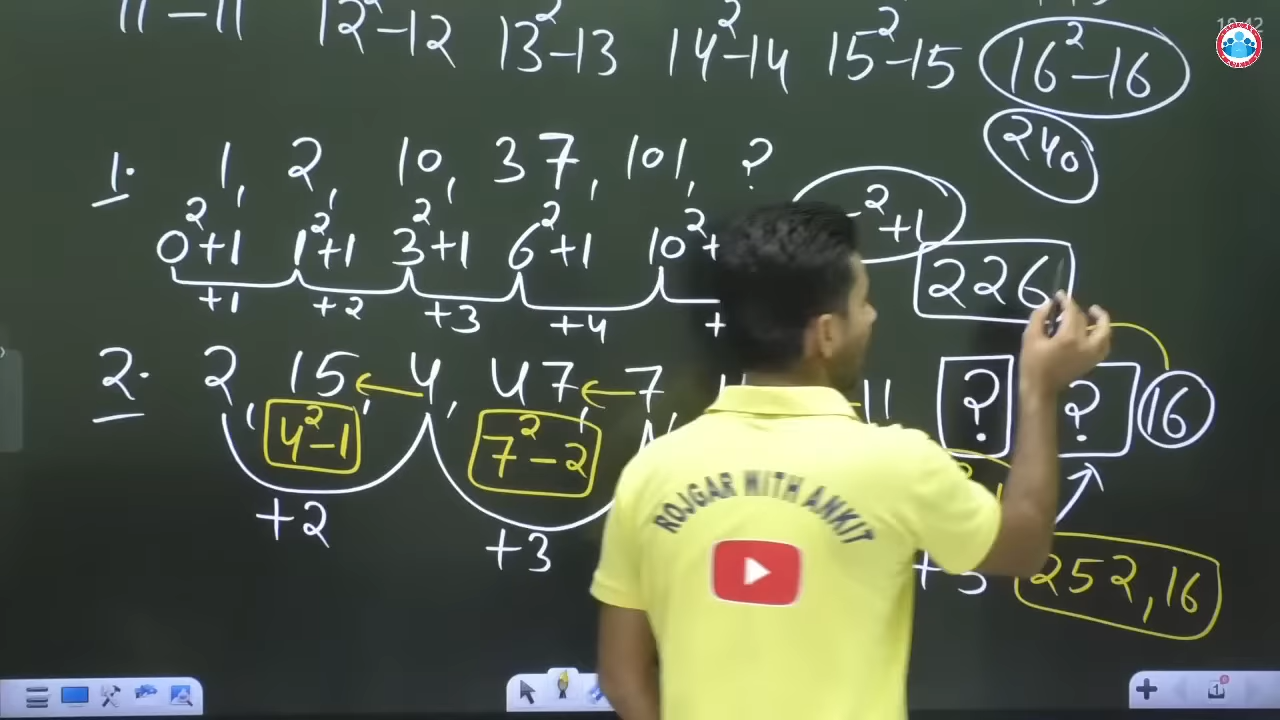 12²-12 13²-13 14²-14 15²-15 16²-16
240
1. 1, 2, 10, 37, 101, ?
0²+1 1²+1 3²+1 6²+1 10²+ ²+1
226
+1 +2 +3 +4 +
2. 2, 15, 4, 47, 7, 11 ? ? 16
4²-1 7²-2
+2 +3
252, 16
ROJGAR WITH ANKIT